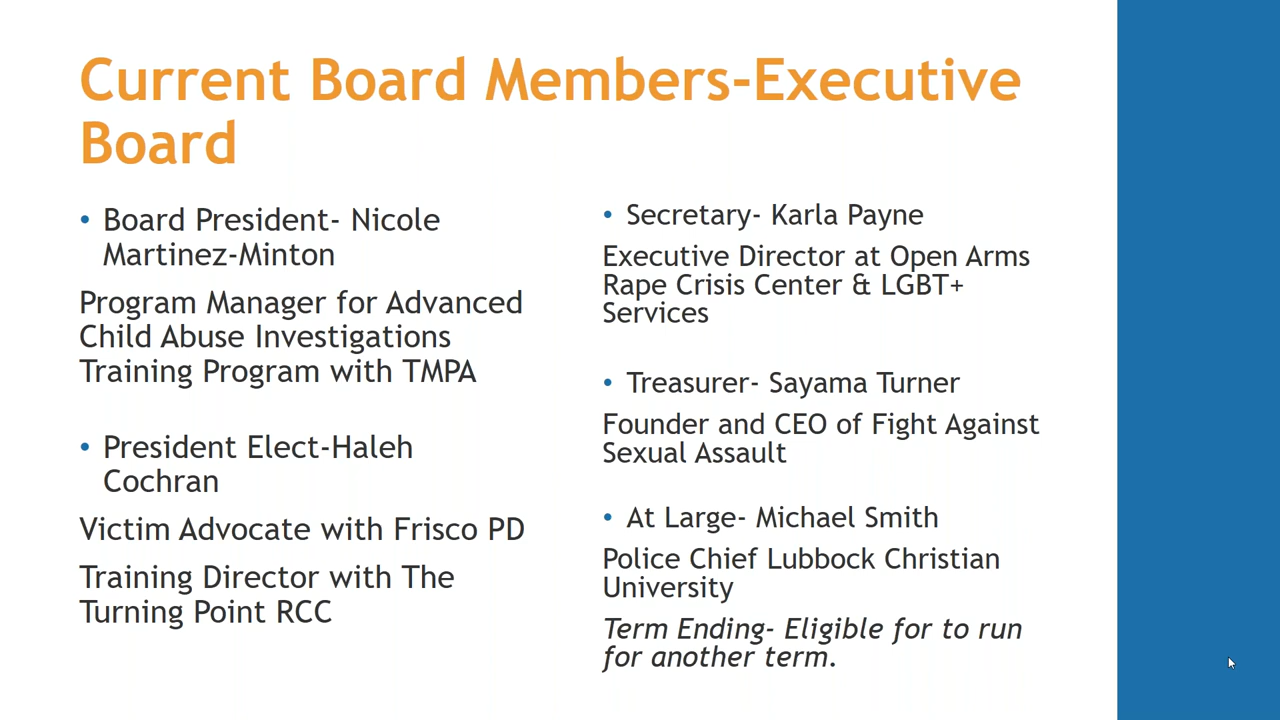 Current Board Members-Executive
Board
• Board President- Nicole
Martinez-Minton
Program Manager for Advanced
Child Abuse Investigations
Training Program with TMPA
• President Elect-Haleh
Cochran
Victim Advocate with Frisco PD
Training Director with The
Turning Point RCC
• Secretary- Karla Payne
Executive Director at Open Arms
Rape Crisis Center & LGBT+
Services
• Treasurer- Sayama Turner
Founder and CEO of Fight Against
Sexual Assault
• At Large- Michael Smith
Police Chief Lubbock Christian
University
Term Ending- Eligible for to run
for another term.